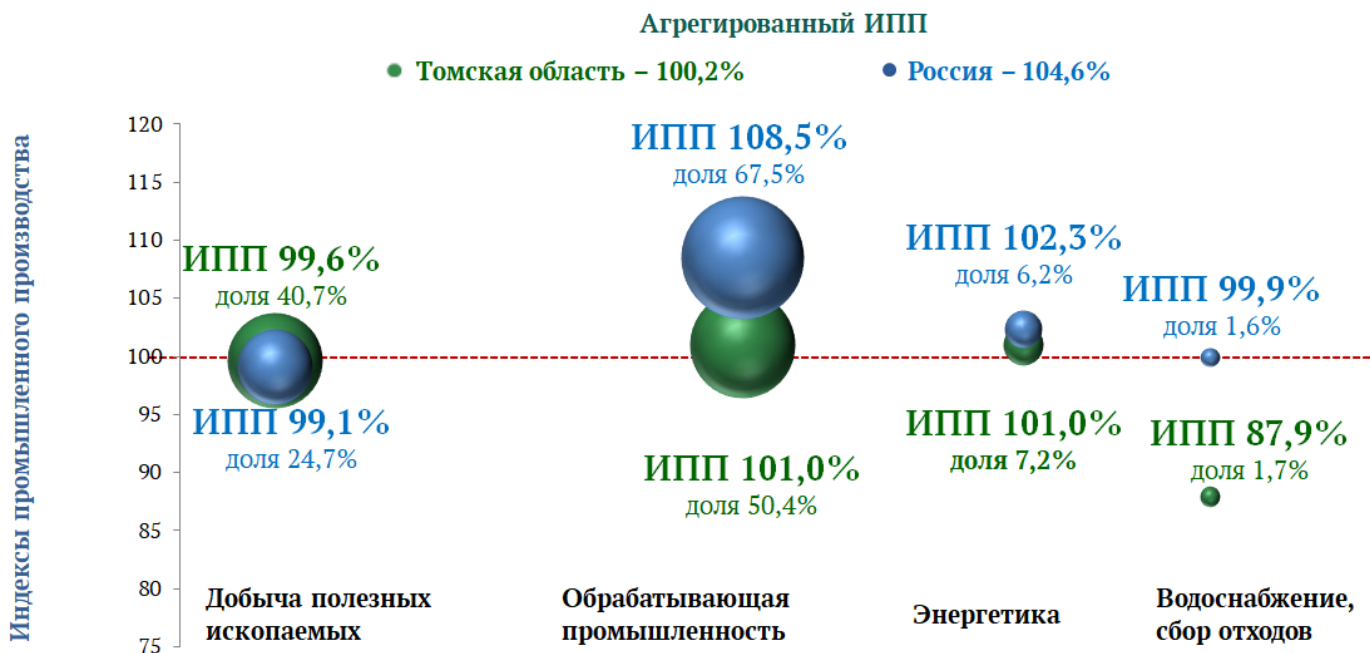 Агрегированный ИПП
Томская область – 100,2%
Россия – 104,6%
Индексы промышленного производства
120
115
110
105
100
95
90
85
80
75
ИПП 99,6%
доля 40,7%
ИПП 99,1%
доля 24,7%
ИПП 108,5%
доля 67,5%
ИПП 101,0%
доля 50,4%
ИПП 102,3%
доля 6,2%
ИПП 101,0%
доля 7,2%
ИПП 99,9%
доля 1,6%
ИПП 87,9%
доля 1,7%
Добыча полезных
ископаемых
Обрабатывающая
промышленность
Энергетика
Водоснабжение,
сбор отходов